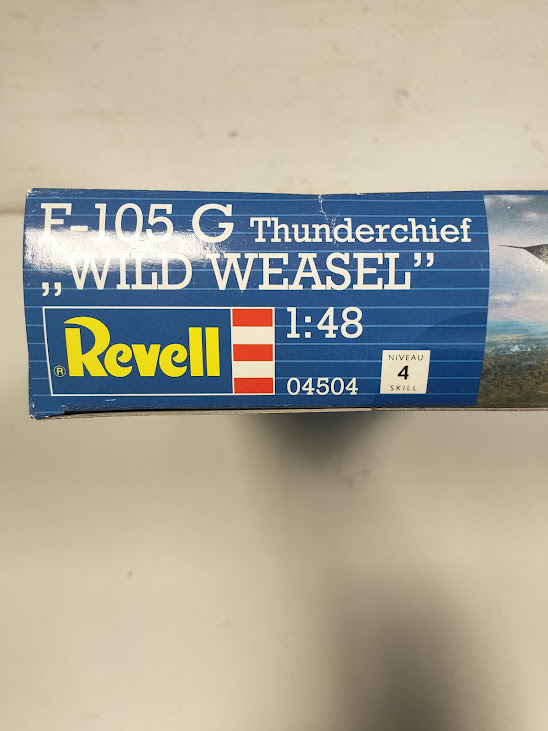 F-105 G Thunderchief
„WILD WEASEL”
® Revell
1:48
04504
NIVEAU
4
SKILL